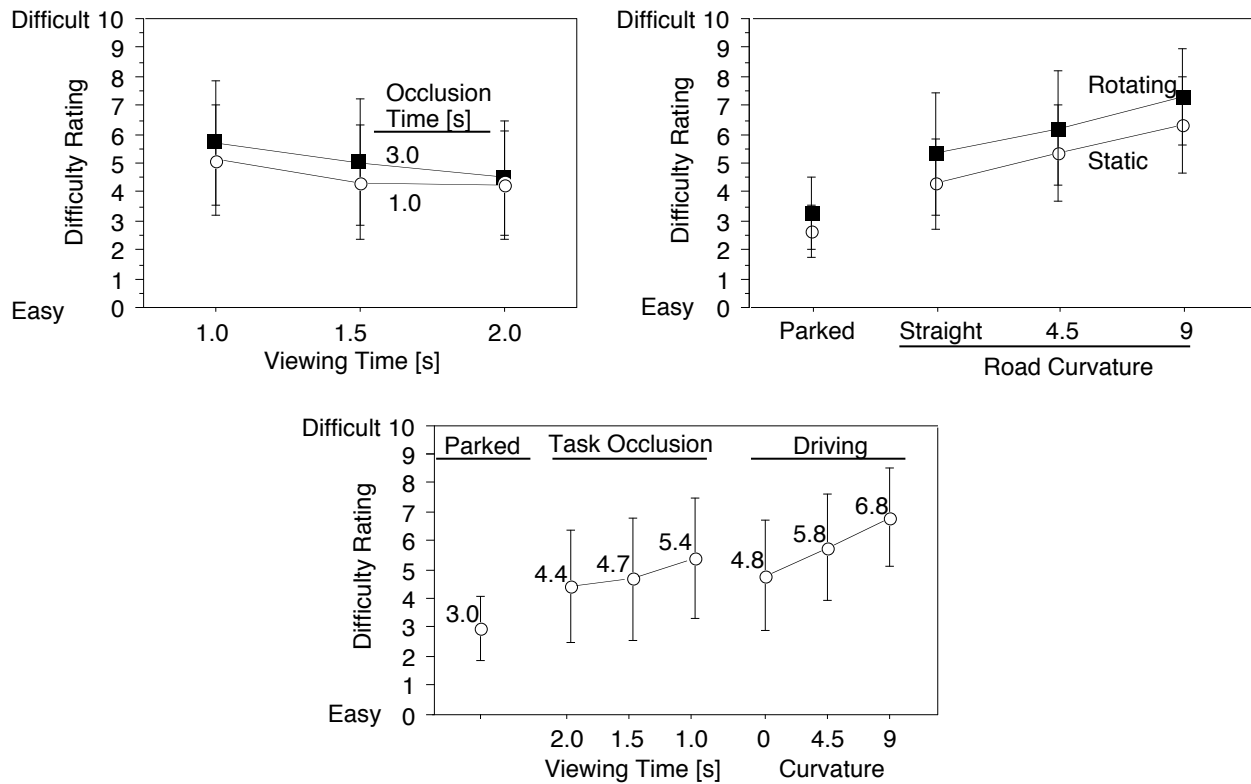 Difficult 10
9
8
7
6
5
4
3
2
1
Easy 0
Difficulty Rating
Occlusion
Time [s]
3.0
1.0
1.0 1.5 2.0
Viewing Time [s]
Difficult 10
9
8
7
6
5
4
3
2
1
Easy 0
Difficulty Rating
Rotating
Static
Parked Straight 4.5 9
Road Curvature
Difficult 10
9
8
7
6
5
4
3
2
1
Easy 0
Difficulty Rating
Parked Task Occlusion Driving
3.0 4.4 4.7 5.4 4.8 5.8 6.8
2.0 1.5 1.0 0 4.5 9
Viewing Time [s] Curvature